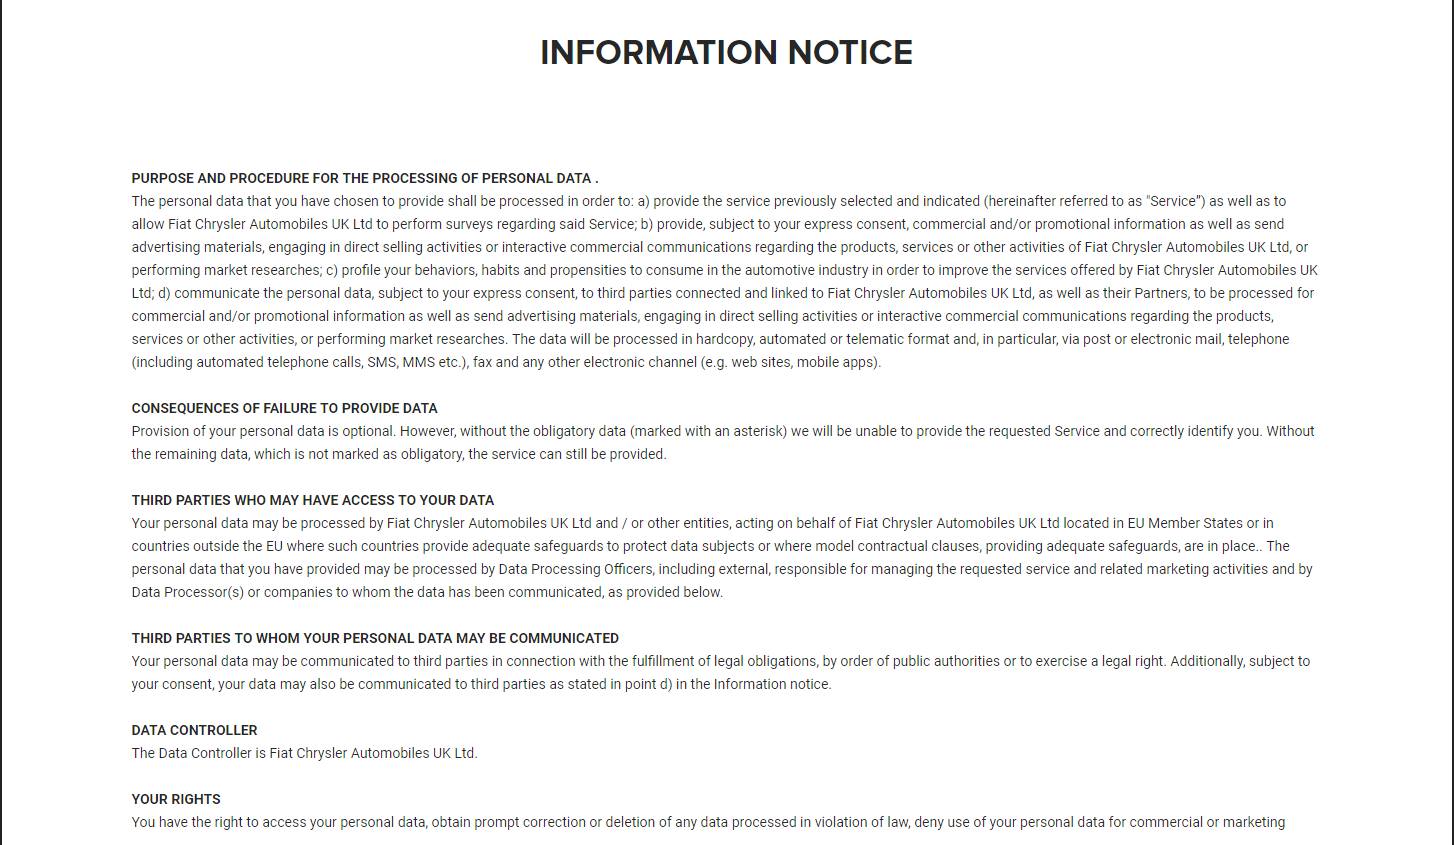 INFORMATION NOTICE
PURPOSE AND PROCEDURE FOR THE PROCESSING OF PERSONAL DATA .
The personal data that you have chosen to provide shall be processed in order to: a) provide the service previously selected and indicated (hereinafter referred to as "Service”) as well as to
allow Fiat Chrysler Automobiles UK Ltd to perform surveys regarding said Service; b) provide, subject to your express consent, commercial and/or promotional information as well as send
advertising materials, engaging in direct selling activities or interactive commercial communications regarding the products, services or other activities of Fiat Chrysler Automobiles UK Ltd, or
performing market researches; c) profile your behaviors, habits and propensities to consume in the automotive industry in order to improve the services offered by Fiat Chrysler Automobiles UK
Ltd; d) communicate the personal data, subject to your express consent, to third parties connected and linked to Fiat Chrysler Automobiles UK Ltd, as well as their Partners, to be processed for
commercial and/or promotional information as well as send advertising materials, engaging in direct selling activities or interactive commercial communications regarding the products,
services or other activities, or performing market researches. The data will be processed in hardcopy, automated or telematic format and, in particular, via post or electronic mail, telephone
(including automated telephone calls, SMS, MMS etc.), fax and any other electronic channel (e.g. web sites, mobile apps).
CONSEQUENCES OF FAILURE TO PROVIDE DATA
Provision of your personal data is optional. However, without the obligatory data (marked with an asterisk) we will be unable to provide the requested Service and correctly identify you. Without
the remaining data, which is not marked as obligatory, the service can still be provided.
THIRD PARTIES WHO MAY HAVE ACCESS TO YOUR DATA
Your personal data may be processed by Fiat Chrysler Automobiles UK Ltd and / or other entities, acting on behalf of Fiat Chrysler Automobiles UK Ltd located in EU Member States or in
countries outside the EU where such countries provide adequate safeguards to protect data subjects or where model contractual clauses, providing adequate safeguards, are in place.. The
personal data that you have provided may be processed by Data Processing Officers, including external, responsible for managing the requested service and related marketing activities and by
Data Processor(s) or companies to whom the data has been communicated, as provided below.
THIRD PARTIES TO WHOM YOUR PERSONAL DATA MAY BE COMMUNICATED
Your personal data may be communicated to third parties in connection with the fulfillment of legal obligations, by order of public authorities or to exercise a legal right. Additionally, subject to
your consent, your data may also be communicated to third parties as stated in point d) in the Information notice.
DATA CONTROLLER
The Data Controller is Fiat Chrysler Automobiles UK Ltd.
YOUR RIGHTS
You have the right to access your personal data, obtain prompt correction or deletion of any data processed in violation of law, deny use of your personal data for commercial or marketing